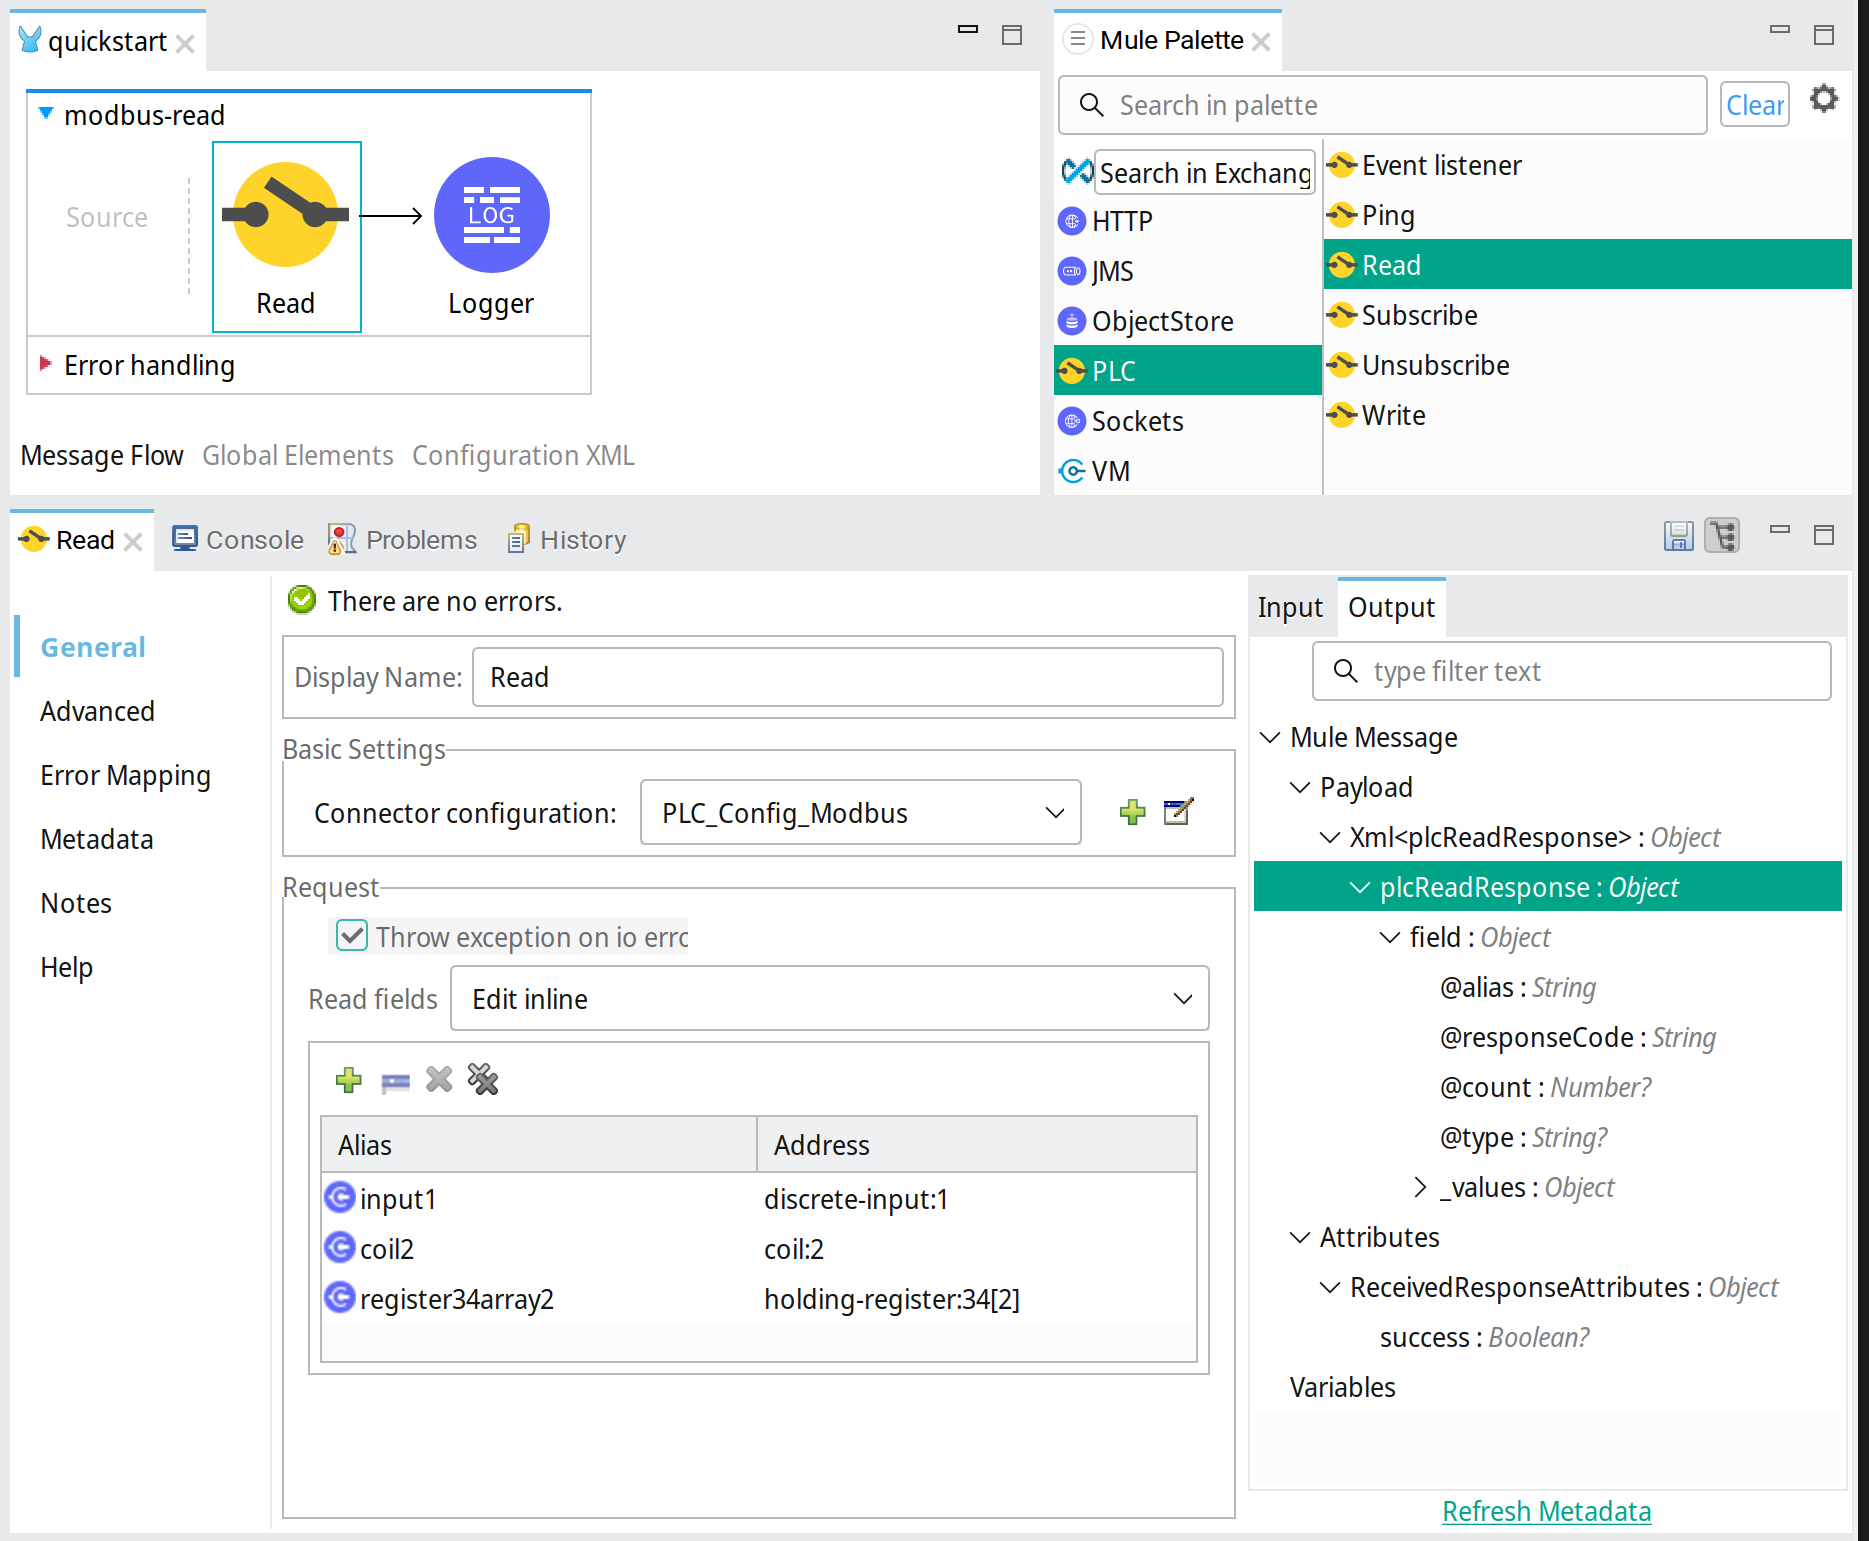 quickstart
modbus-read
Source
Read
LOG
Logger
Error handling
Message Flow Global Elements Configuration XML
Mule Palette
Search in palette
Clear
Search in Exchang
HTTP
JMS
ObjectStore
PLC
Sockets
VM
Event listener
Ping
Read
Subscribe
Unsubscribe
Write
Read Console Problems History
General
Advanced
Error Mapping
Metadata
Notes
Help
There are no errors.
Display Name: Read
Basic Settings
Connector configuration: PLC_Config_Modbus
Request
Throw exception on io erro
Read fields Edit inline
Alias Address
input1 discrete-input:1
coil2 coil:2
register34array2 holding-register:34[2]
Input Output
type filter text
Mule Message
Payload
Xml<plcReadResponse> : Object
plcReadResponse : Object
field : Object
@alias : String
@responseCode : String
@count : Number?
@type : String?
_values : Object
Attributes
ReceivedResponseAttributes : Object
success : Boolean?
Variables
Refresh Metadata